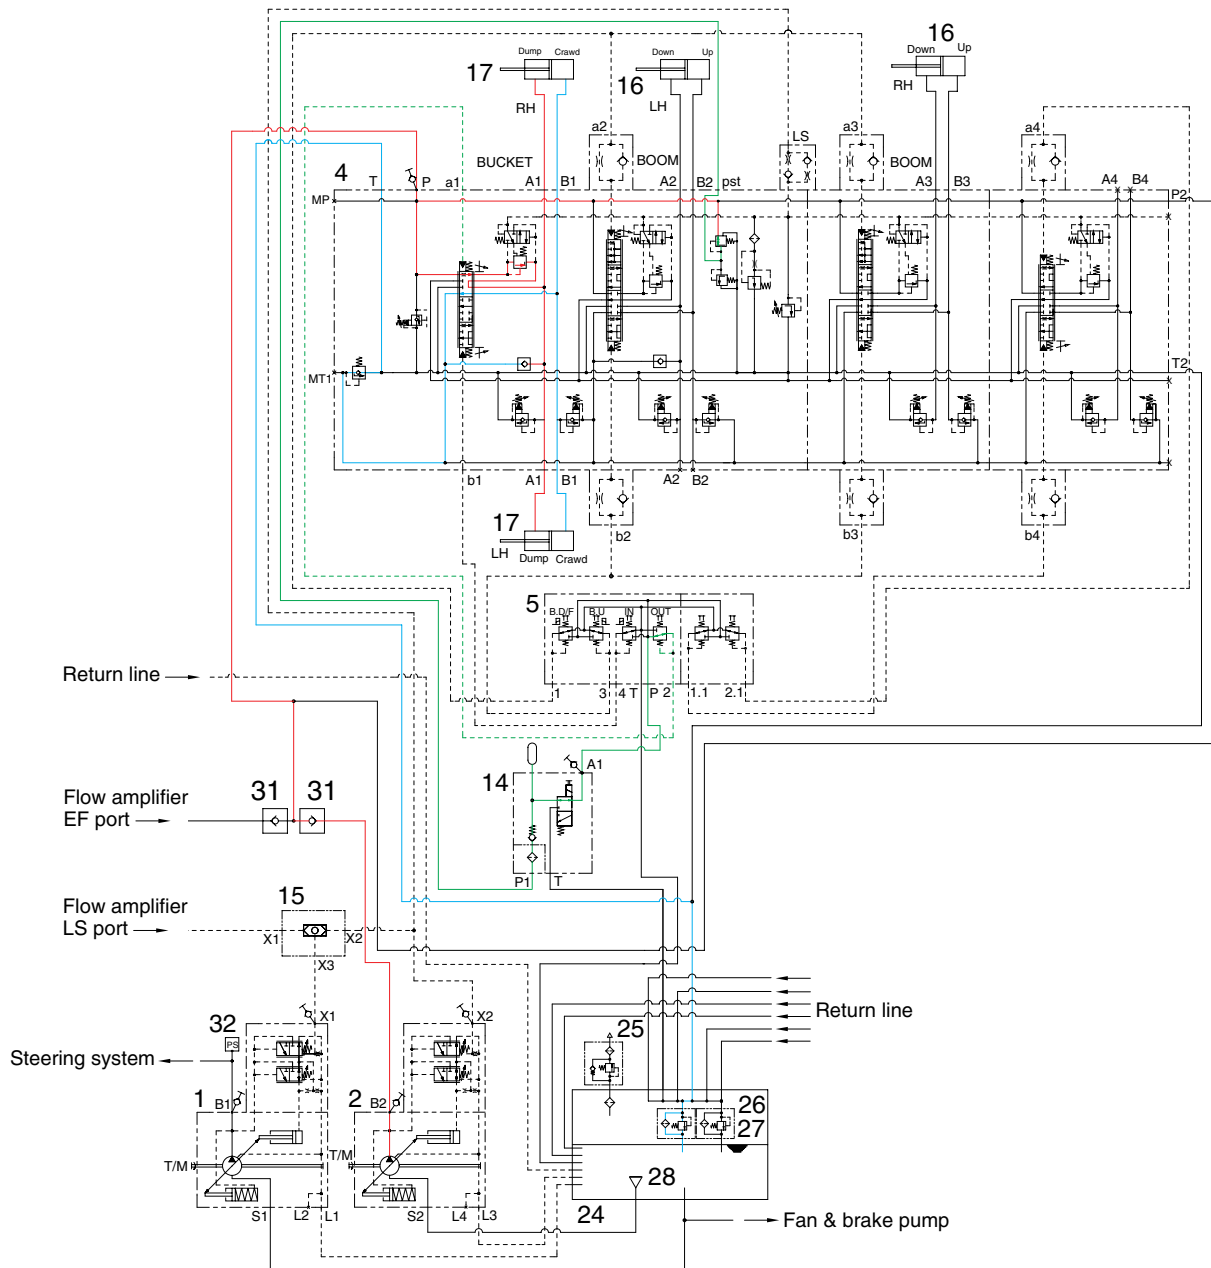 16
Down Up
RH
Dump Crawd
17
RH
Down Up
16
LH
a2
LS
a3
a4
BUCKET
BOOM
BOOM
4
T
P
a1
A1
B1
A2
B2
pst
A3
B3
A4
B4
MP
P2
MT1
T2
b1
A1
B1
A2
B2
17
LH
Dump Crawd
b2
b3
b4
5
B.D/F
B.U
IN
OUT
1
3
4
T
P
2
1.1
2.1
Return line
A1
14
31
31
Flow amplifier
EF port
P1
T
15
Flow amplifier
LS port
X1
X2
X3
Return line
X1
X2
32
PS
25
Steering system
1
B1
2
B2
26
27
T/M
T/M
28
24
S1
L2
L1
S2
L4
L3
Fan & brake pump